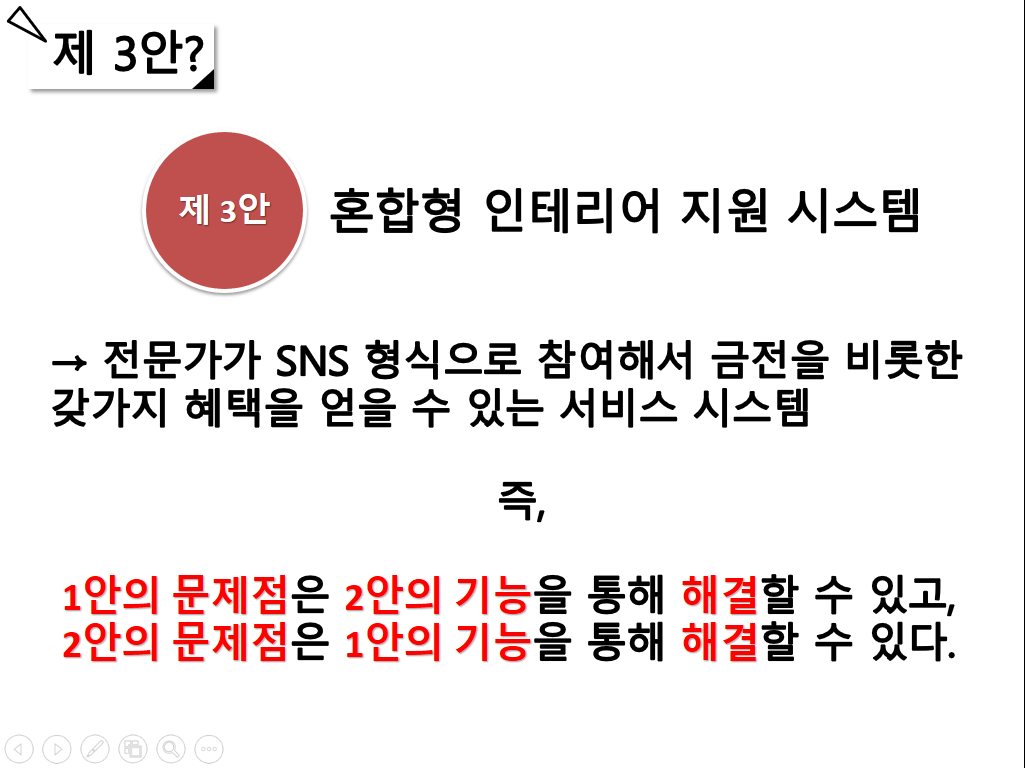 제 3안?
제 3안
혼합형 인테리어 지원 시스템
→ 전문가가 SNS 형식으로 참여해서 금전을 비롯한
갖가지 혜택을 얻을 수 있는 서비스 시스템
즉,
1안의 문제점은 2안의 기능을 통해 해결할 수 있고,
2안의 문제점은 1안의 기능을 통해 해결할 수 있다.